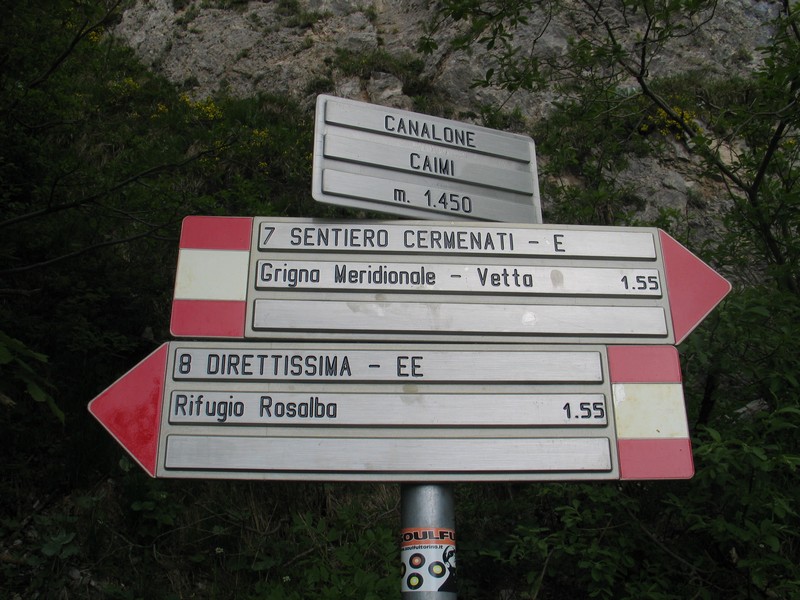 CANALONE
CAIMI
m. 1.450
7 SENTIERO CERMENATI - E
Grigna Meridionale - Vetta 1.55
8 DIRETTISSIMA - EE
Rifugio Rosalba 1.55